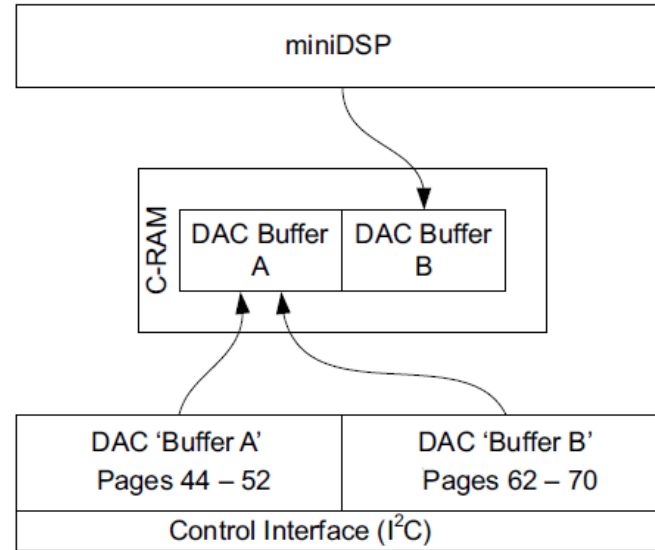 miniDSP
C-RAM
DAC Buffer
A
DAC Buffer
B
DAC ‘Buffer A’
Pages 44 – 52
DAC ‘Buffer B’
Pages 62 – 70
Control Interface (I²C)